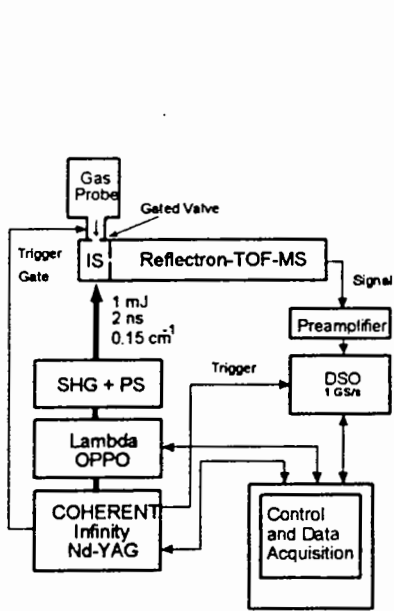 Gas
Probe
Gated Valve
Trigger
Gate
IS
Reflectron-TOF-MS
Signal
1 mJ
2 ns
0.15 cm⁻¹
Preamplifier
SHG + PS
Trigger
DSO
1 GS/s
Lambda
OPPO
COHERENT
Infinity
Nd-YAG
Control
and Data
Acquisition